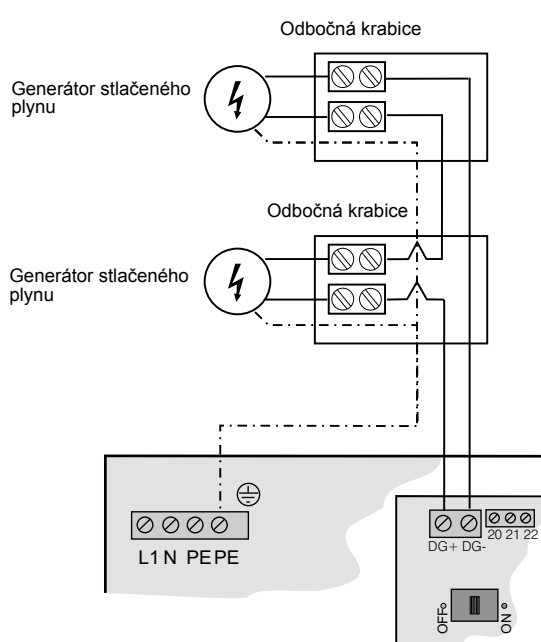 Odbočná krabice
Generátor stlačeného
plynu
Odbočná krabice
Generátor stlačeného
plynu
L1 N PE PE
DG+ DG-
20 21 22
OFF
ON